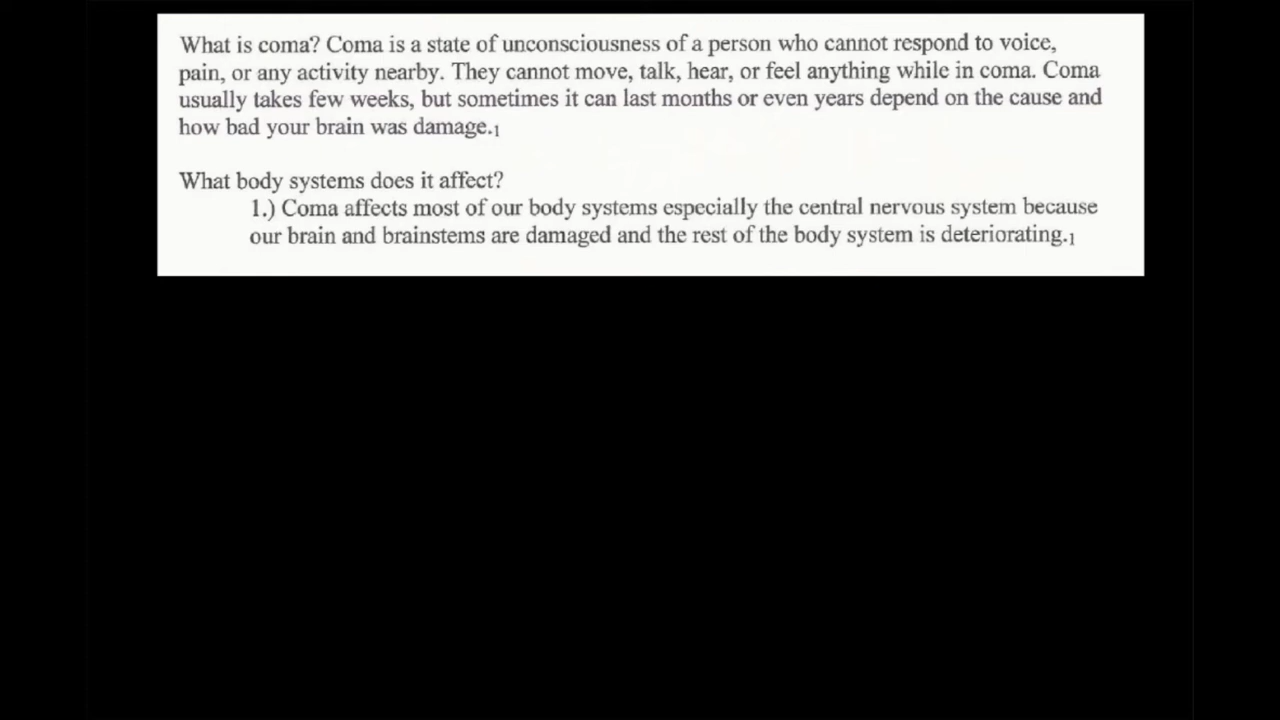 What is coma? Coma is a state of unconsciousness of a person who cannot respond to voice,
pain, or any activity nearby. They cannot move, talk, hear, or feel anything while in coma. Coma
usually takes few weeks, but sometimes it can last months or even years depend on the cause and
how bad your brain was damage.1
What body systems does it affect?
1.) Coma affects most of our body systems especially the central nervous system because
our brain and brainstems are damaged and the rest of the body system is deteriorating.1